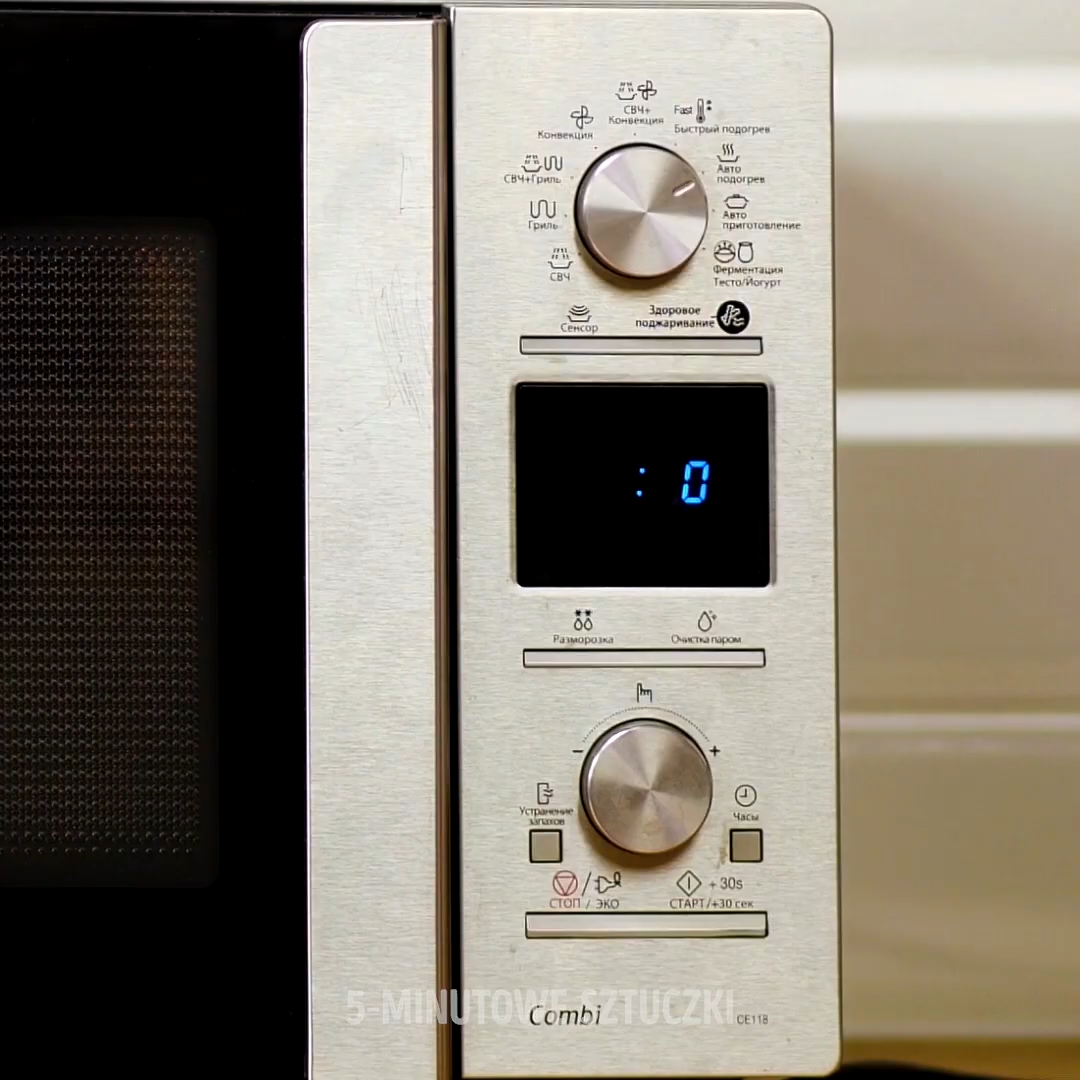 СВЧ+
Конвекция
Fast
Быстрый подогрев
Конвекция
Авто
подогрев
СВЧ+Гриль
Авто
приготовление
Гриль
Ферментация
Тесто/Йогурт
СВЧ
Сенсор
Здоровое
поджаривание
: 0
Разморозка
Очистка паром
− +
Устранение
запахов
Часы
/
+30s
СТОП / ЭКО
СТАРТ/+30 сек
5-MINUTOWE SZTUCZKI
Combi
CE118